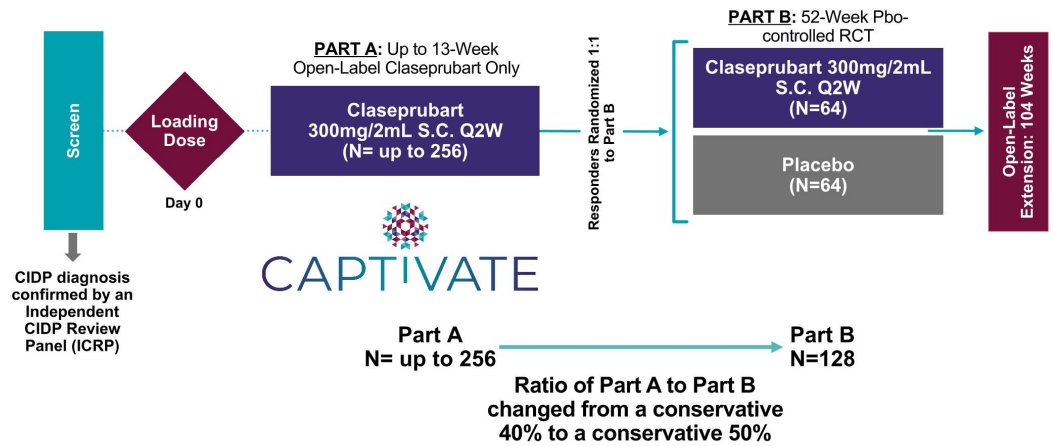 Screen
CIDP diagnosis
confirmed by an
Independent
CIDP Review
Panel (ICRP)
Loading
Dose
Day 0
PART A: Up to 13-Week
Open-Label Claseprubart Only
Claseprubart
300mg/2mL S.C. Q2W
(N= up to 256)
Responders Randomized 1:1
to Part B
PART B: 52-Week Pbo-
controlled RCT
Claseprubart 300mg/2mL
S.C. Q2W
(N=64)
Placebo
(N=64)
Open-Label
Extension: 104 Weeks
CAPTIVATE
Part A
N= up to 256
Part B
N=128
Ratio of Part A to Part B
changed from a conservative
40% to a conservative 50%